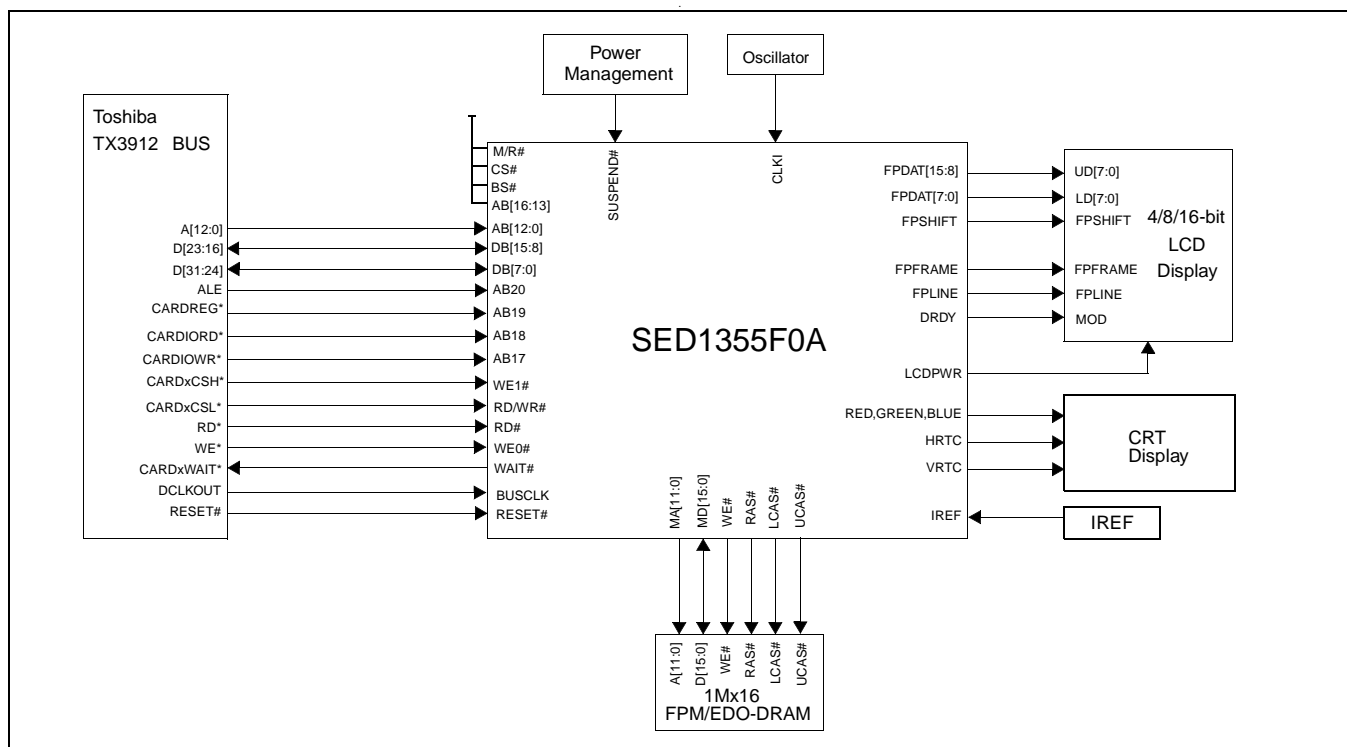 Power
Management
Oscillator
Toshiba
TX3912 BUS
A[12:0]
D[23:16]
D[31:24]
ALE
CARDREG*
CARDIORD*
CARDIOWR*
CARDxCSH*
CARDxCSL*
RD*
WE*
CARDxWAIT*
DCLKOUT
RESET#
M/R#
CS#
BS#
AB[16:13]
AB[12:0]
DB[15:8]
DB[7:0]
AB20
AB19
AB18
AB17
WE1#
RD/WR#
RD#
WE0#
WAIT#
BUSCLK
RESET#
SUSPEND#
CLKI
SED1355F0A
FPDAT[15:8]
FPDAT[7:0]
FPSHIFT
FPFRAME
FPLINE
DRDY
LCDPWR
RED,GREEN,BLUE
HRTC
VRTC
IREF
UD[7:0]
LD[7:0]
FPSHIFT
FPFRAME
FPLINE
MOD
4/8/16-bit
LCD
Display
CRT
Display
IREF
MA[11:0]
MD[15:0]
WE#
RAS#
LCAS#
UCAS#
A[11:0]
D[15:0]
WE#
RAS#
LCAS#
UCAS#
1Mx16
FPM/EDO-DRAM